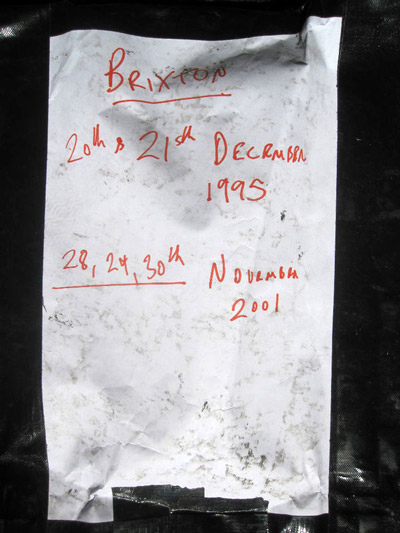 BRIXTON
20th & 21st DECEMBER
1995
28, 29, 30th NOVEMBER
2001